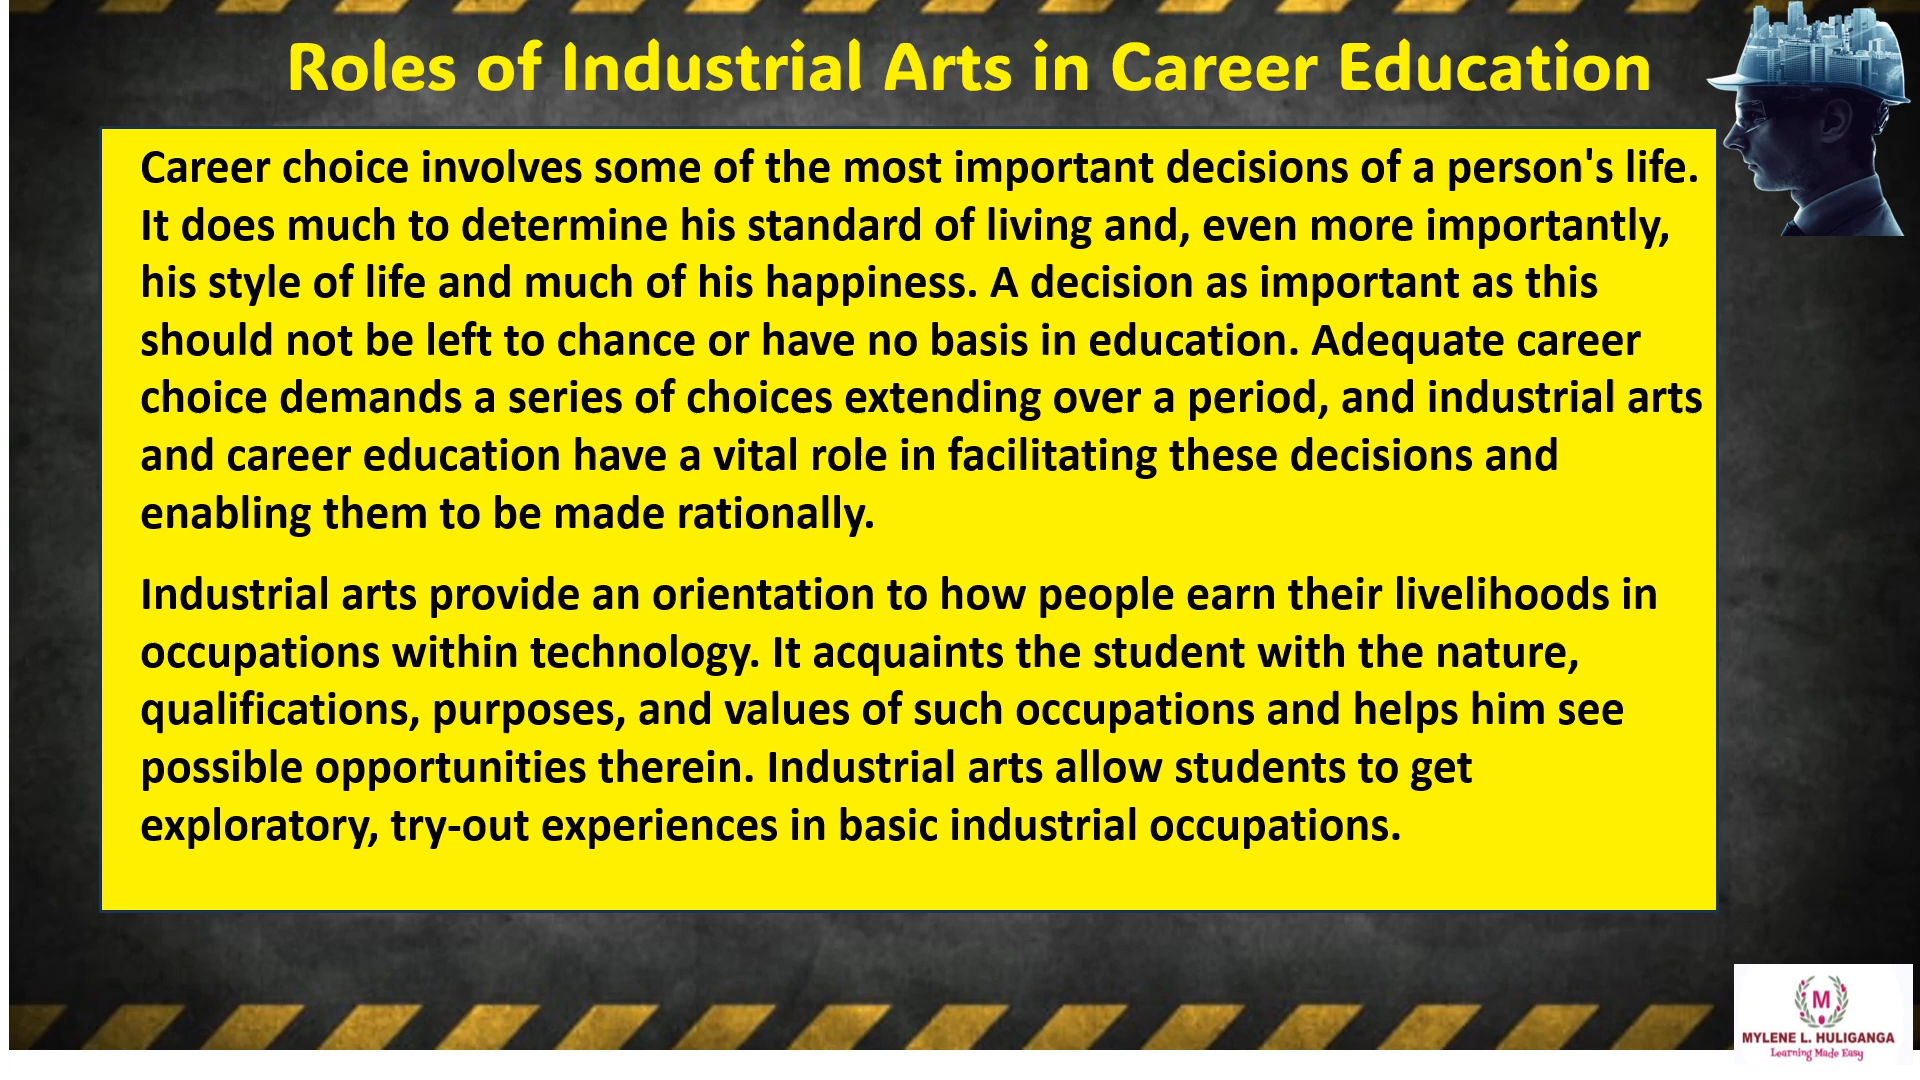 Roles of Industrial Arts in Career Education
Career choice involves some of the most important decisions of a person's life.
It does much to determine his standard of living and, even more importantly,
his style of life and much of his happiness. A decision as important as this
should not be left to chance or have no basis in education. Adequate career
choice demands a series of choices extending over a period, and industrial arts
and career education have a vital role in facilitating these decisions and
enabling them to be made rationally.
Industrial arts provide an orientation to how people earn their livelihoods in
occupations within technology. It acquaints the student with the nature,
qualifications, purposes, and values of such occupations and helps him see
possible opportunities therein. Industrial arts allow students to get
exploratory, try-out experiences in basic industrial occupations.
M
MYLENE L. HULIGANGA
Learning Made Easy